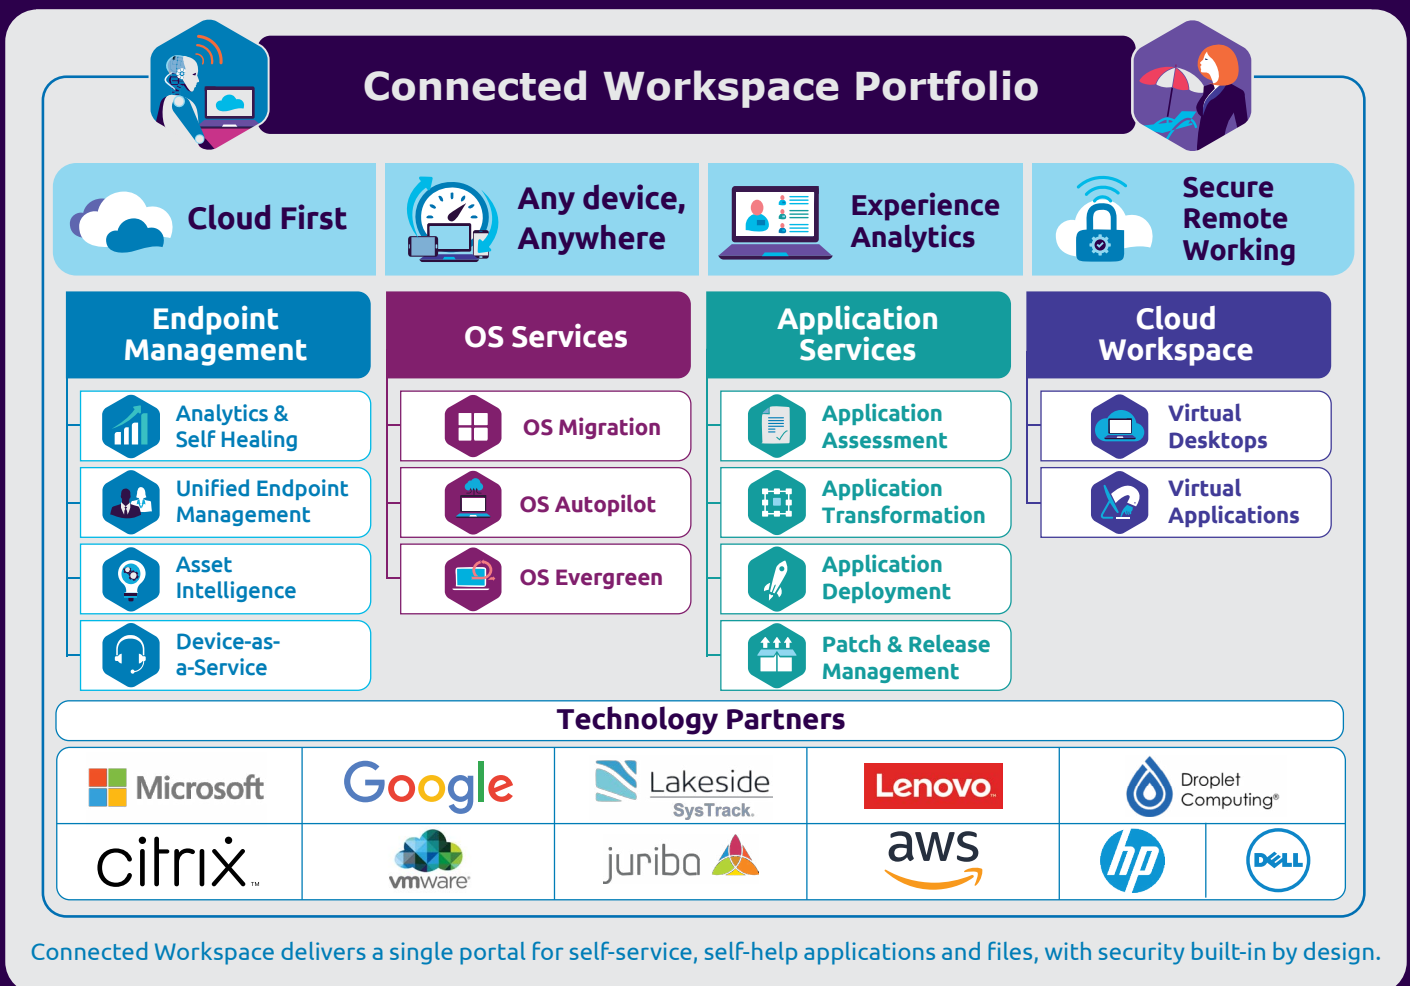 Connected Workspace Portfolio
Cloud First
Any device,
Anywhere
Experience
Analytics
Secure
Remote
Working
Endpoint
Management
Analytics &
Self Healing
Unified Endpoint
Management
Asset
Intelligence
Device-as-
a-Service
OS Services
OS Migration
OS Autopilot
OS Evergreen
Application
Services
Application
Assessment
Application
Transformation
Application
Deployment
Patch & Release
Management
Cloud
Workspace
Virtual
Desktops
Virtual
Applications
Technology Partners
Microsoft
Google
Lakeside
SysTrack.
Lenovo™
Droplet
Computing®
citrix™
vmware®
juriba
aws
hp
DELL
Connected Workspace delivers a single portal for self-service, self-help applications and files, with security built-in by design.